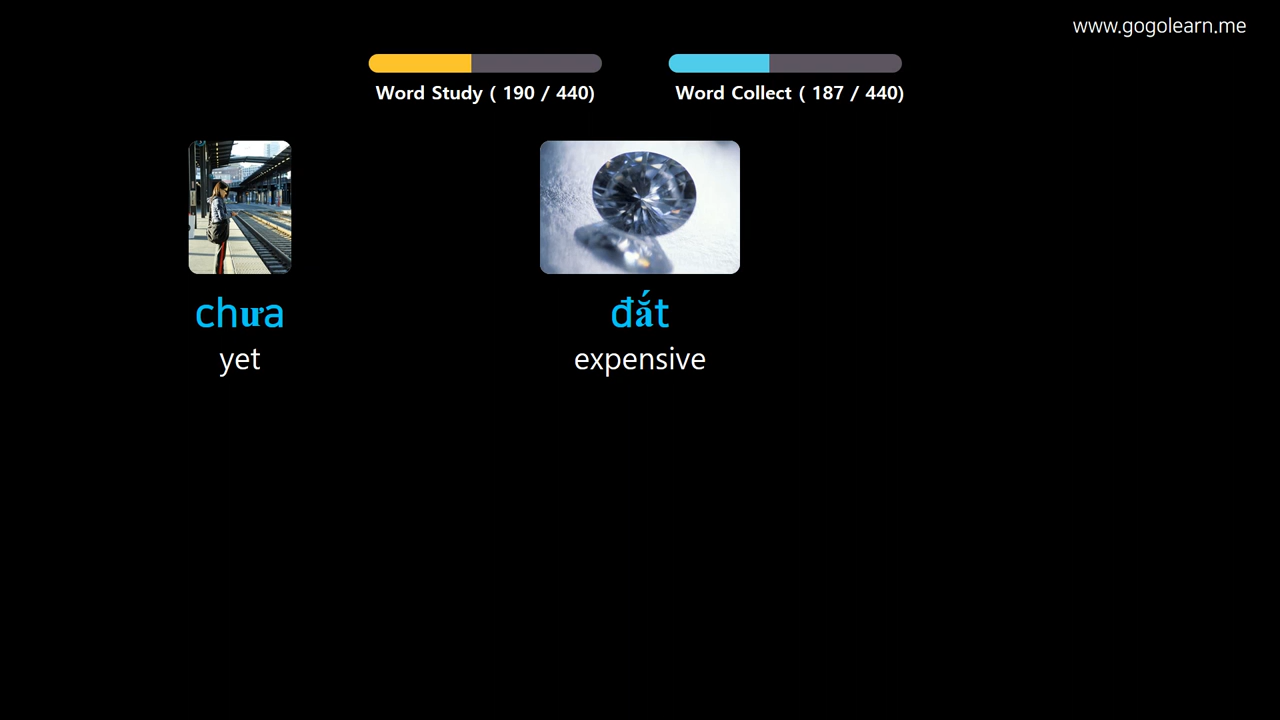 www.gogolearn.me
Word Study ( 190 / 440)
Word Collect ( 187 / 440)
chưa
yet
đắt
expensive